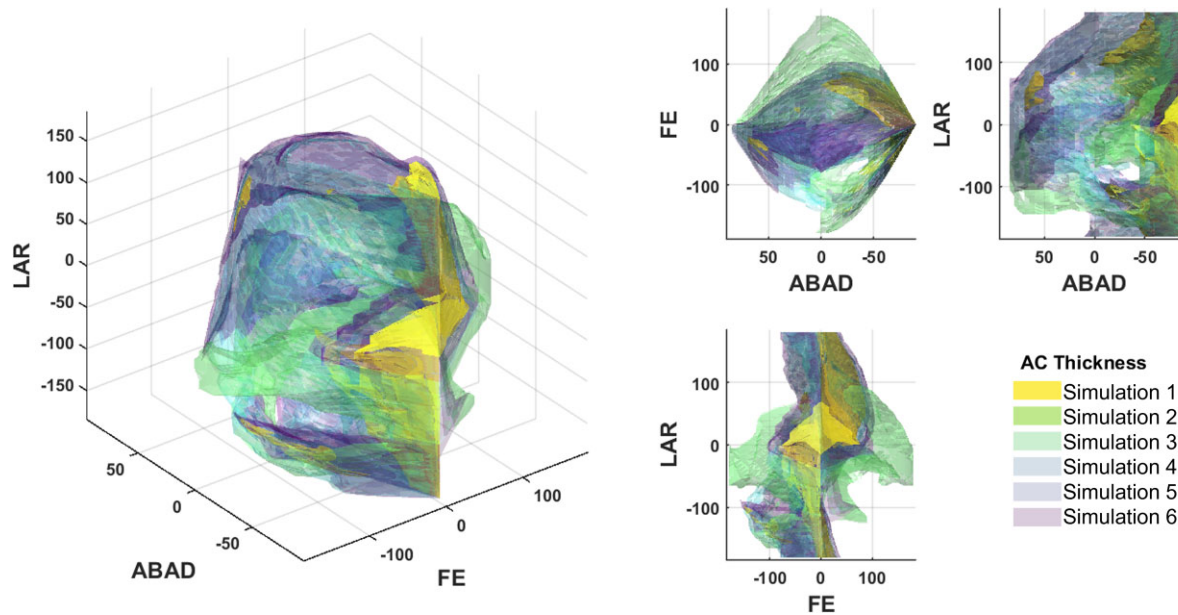 150
100
50
0
-50
-100
-150
LAR
50
0
-50
ABAD
-100
0
100
FE
100
0
-100
FE
50
0
-50
ABAD
100
0
-100
LAR
50
0
-50
ABAD
100
0
-100
LAR
-100
0
100
FE
AC Thickness
Simulation 1
Simulation 2
Simulation 3
Simulation 4
Simulation 5
Simulation 6